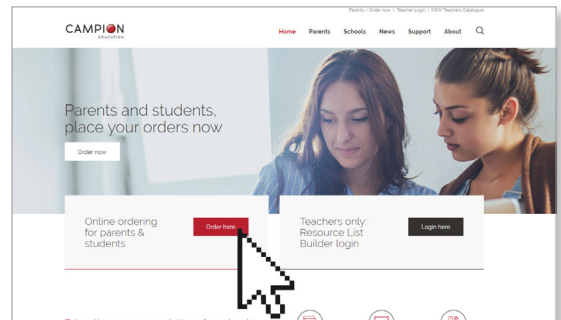 Parents - Order now | Teacher Login | NEW Teachers Catalogue
CAMPION
EDUCATION
Home Parents Schools News Support About
Parents and students,
place your orders now
Order now
Online ordering
for parents &
students
Order here
Teachers only:
Resource List
Builder login
Login here